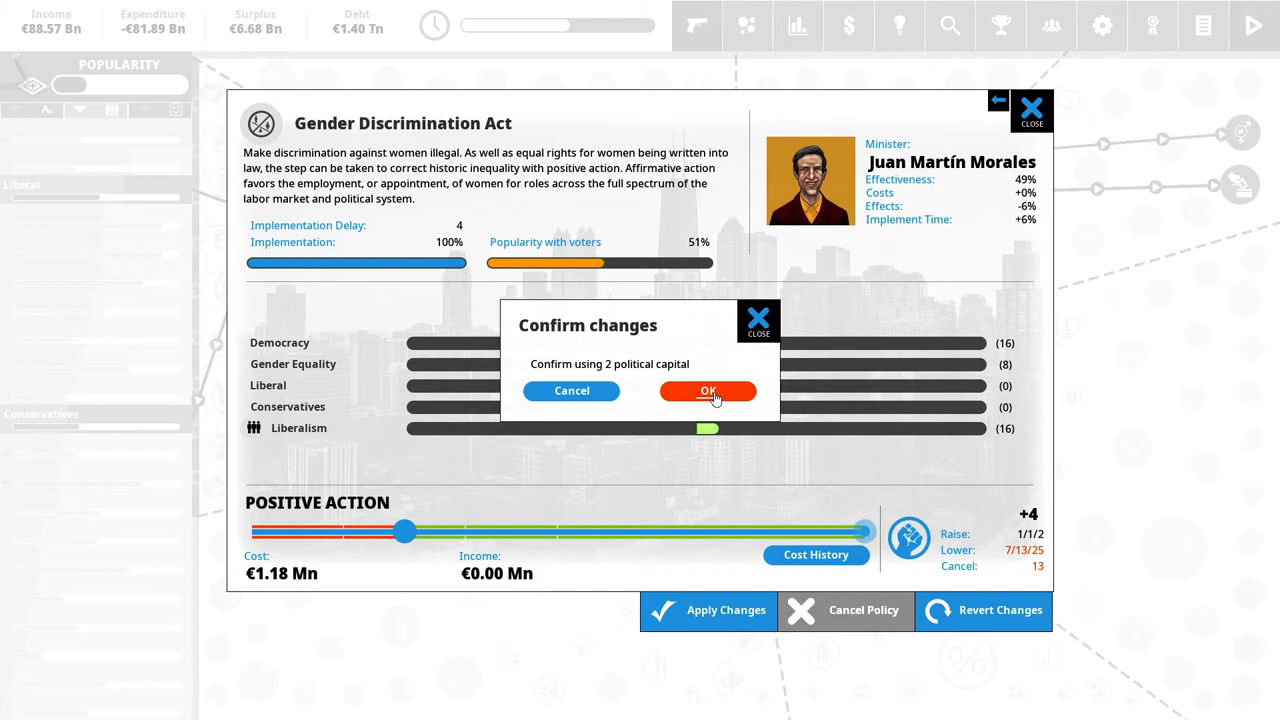 Income
€88.57 Bn
Expenditure
-€81.89 Bn
Surplus
€6.68 Bn
Debt
€1.40 Tn
POPULARITY
Liberal
Conservatives
Gender Discrimination Act
Make discrimination against women illegal. As well as equal rights for women being written into
law, the step can be taken to correct historic inequality with positive action. Affirmative action
favors the employment, or appointment, of women for roles across the full spectrum of the
labor market and political system.
Implementation Delay: 4
Implementation: 100%
Popularity with voters 51%
CLOSE
Minister:
Juan Martín Morales
Effectiveness: 49%
Costs +0%
Effects: -6%
Implement Time: +6%
Confirm changes
CLOSE
Confirm using 2 political capital
Cancel
OK
Democracy (16)
Gender Equality (8)
Liberal (0)
Conservatives (0)
Liberalism (16)
POSITIVE ACTION
Cost:
€1.18 Mn
Income:
€0.00 Mn
Cost History
+4
Raise: 1/1/2
Lower: 7/13/25
Cancel: 13
Apply Changes
Cancel Policy
Revert Changes